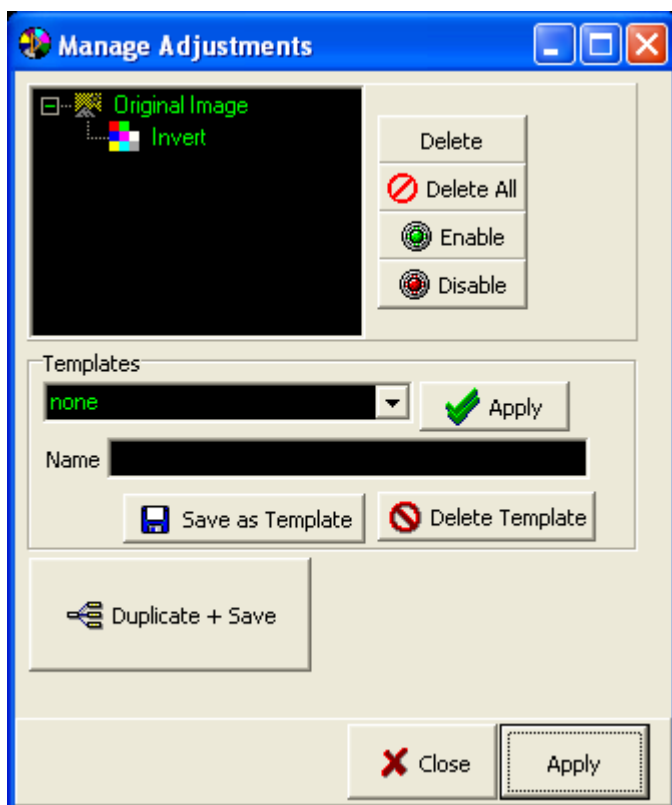 Manage Adjustments
Original Image
Invert
Delete
Delete All
Enable
Disable
Templates
none
Apply
Name
Save as Template
Delete Template
Duplicate + Save
Close
Apply